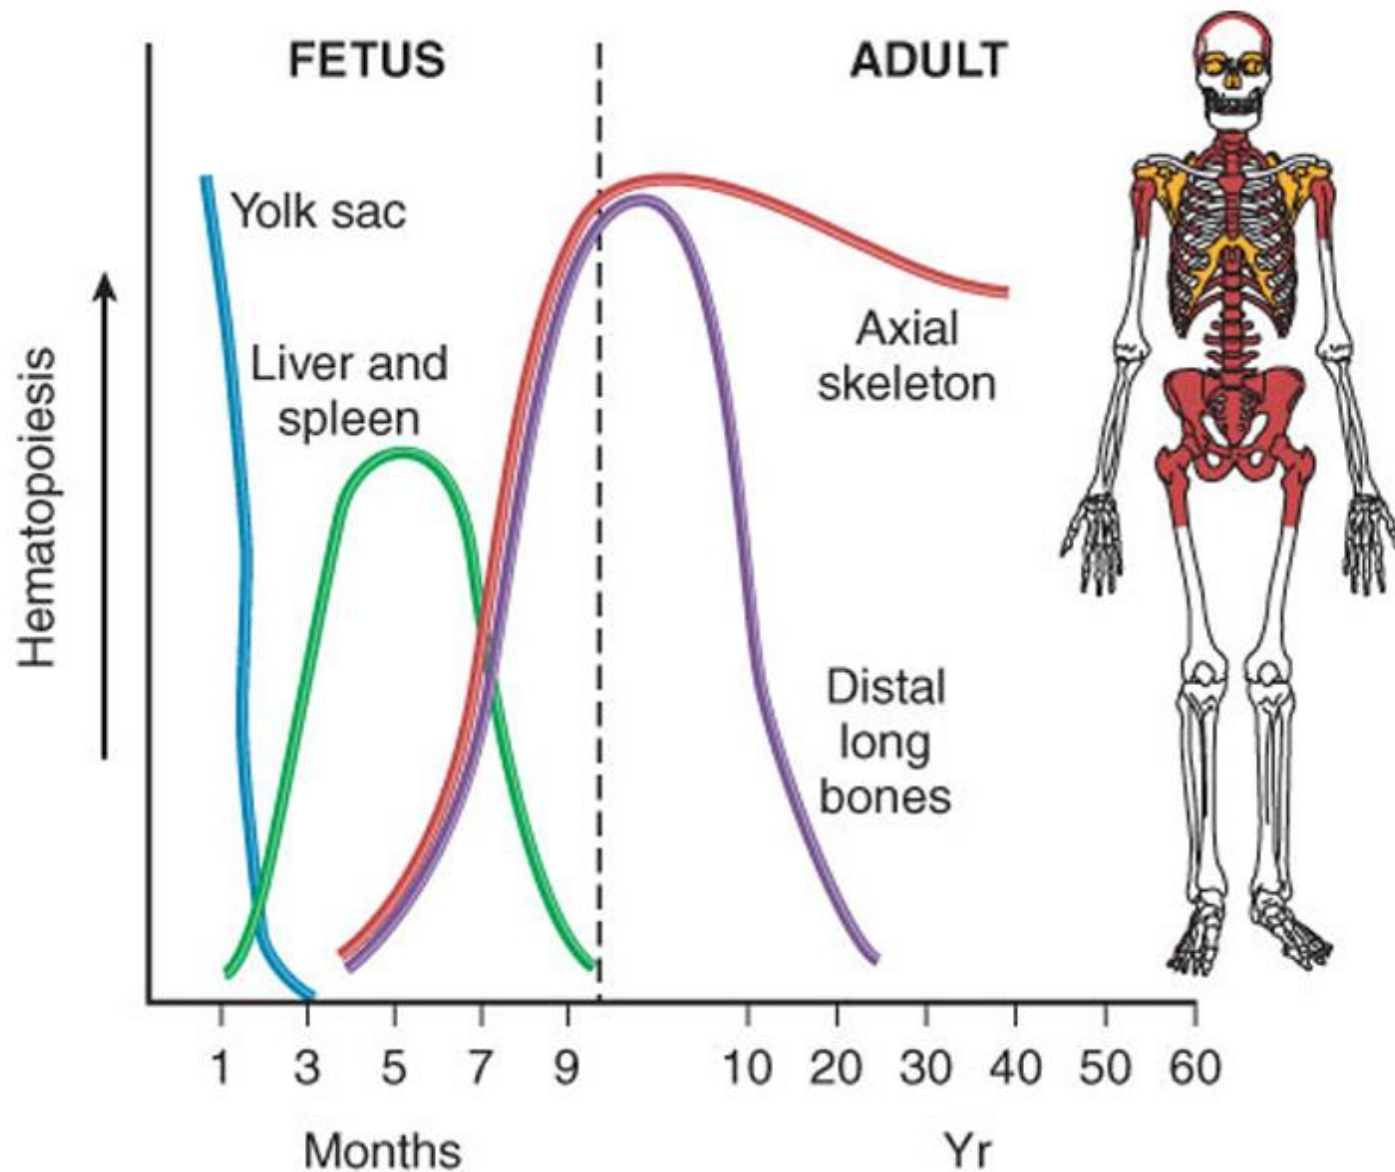 FETUS
ADULT
Yolk sac
Liver and
spleen
Axial
skeleton
Distal
long
bones
Hematopoiesis
1 3 5 7 9 10 20 30 40 50 60
Months
Yr